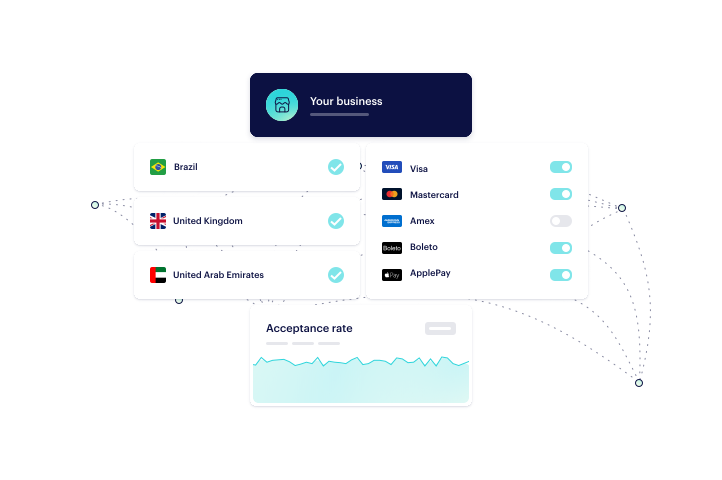 Your business
Brazil
United Kingdom
United Arab Emirates
VISA Visa
Mastercard
Amex
Boleto Boleto
Pay ApplePay
Acceptance rate